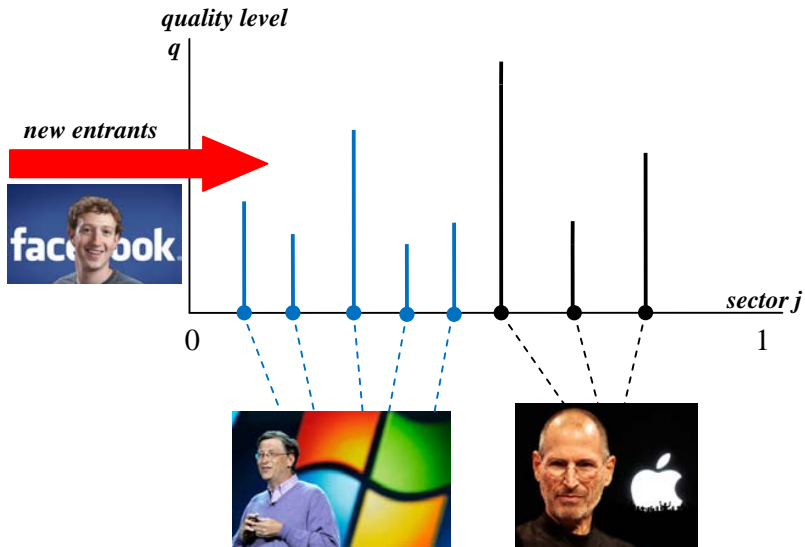 quality level
q
new entrants
facebook.
sector j
0
1